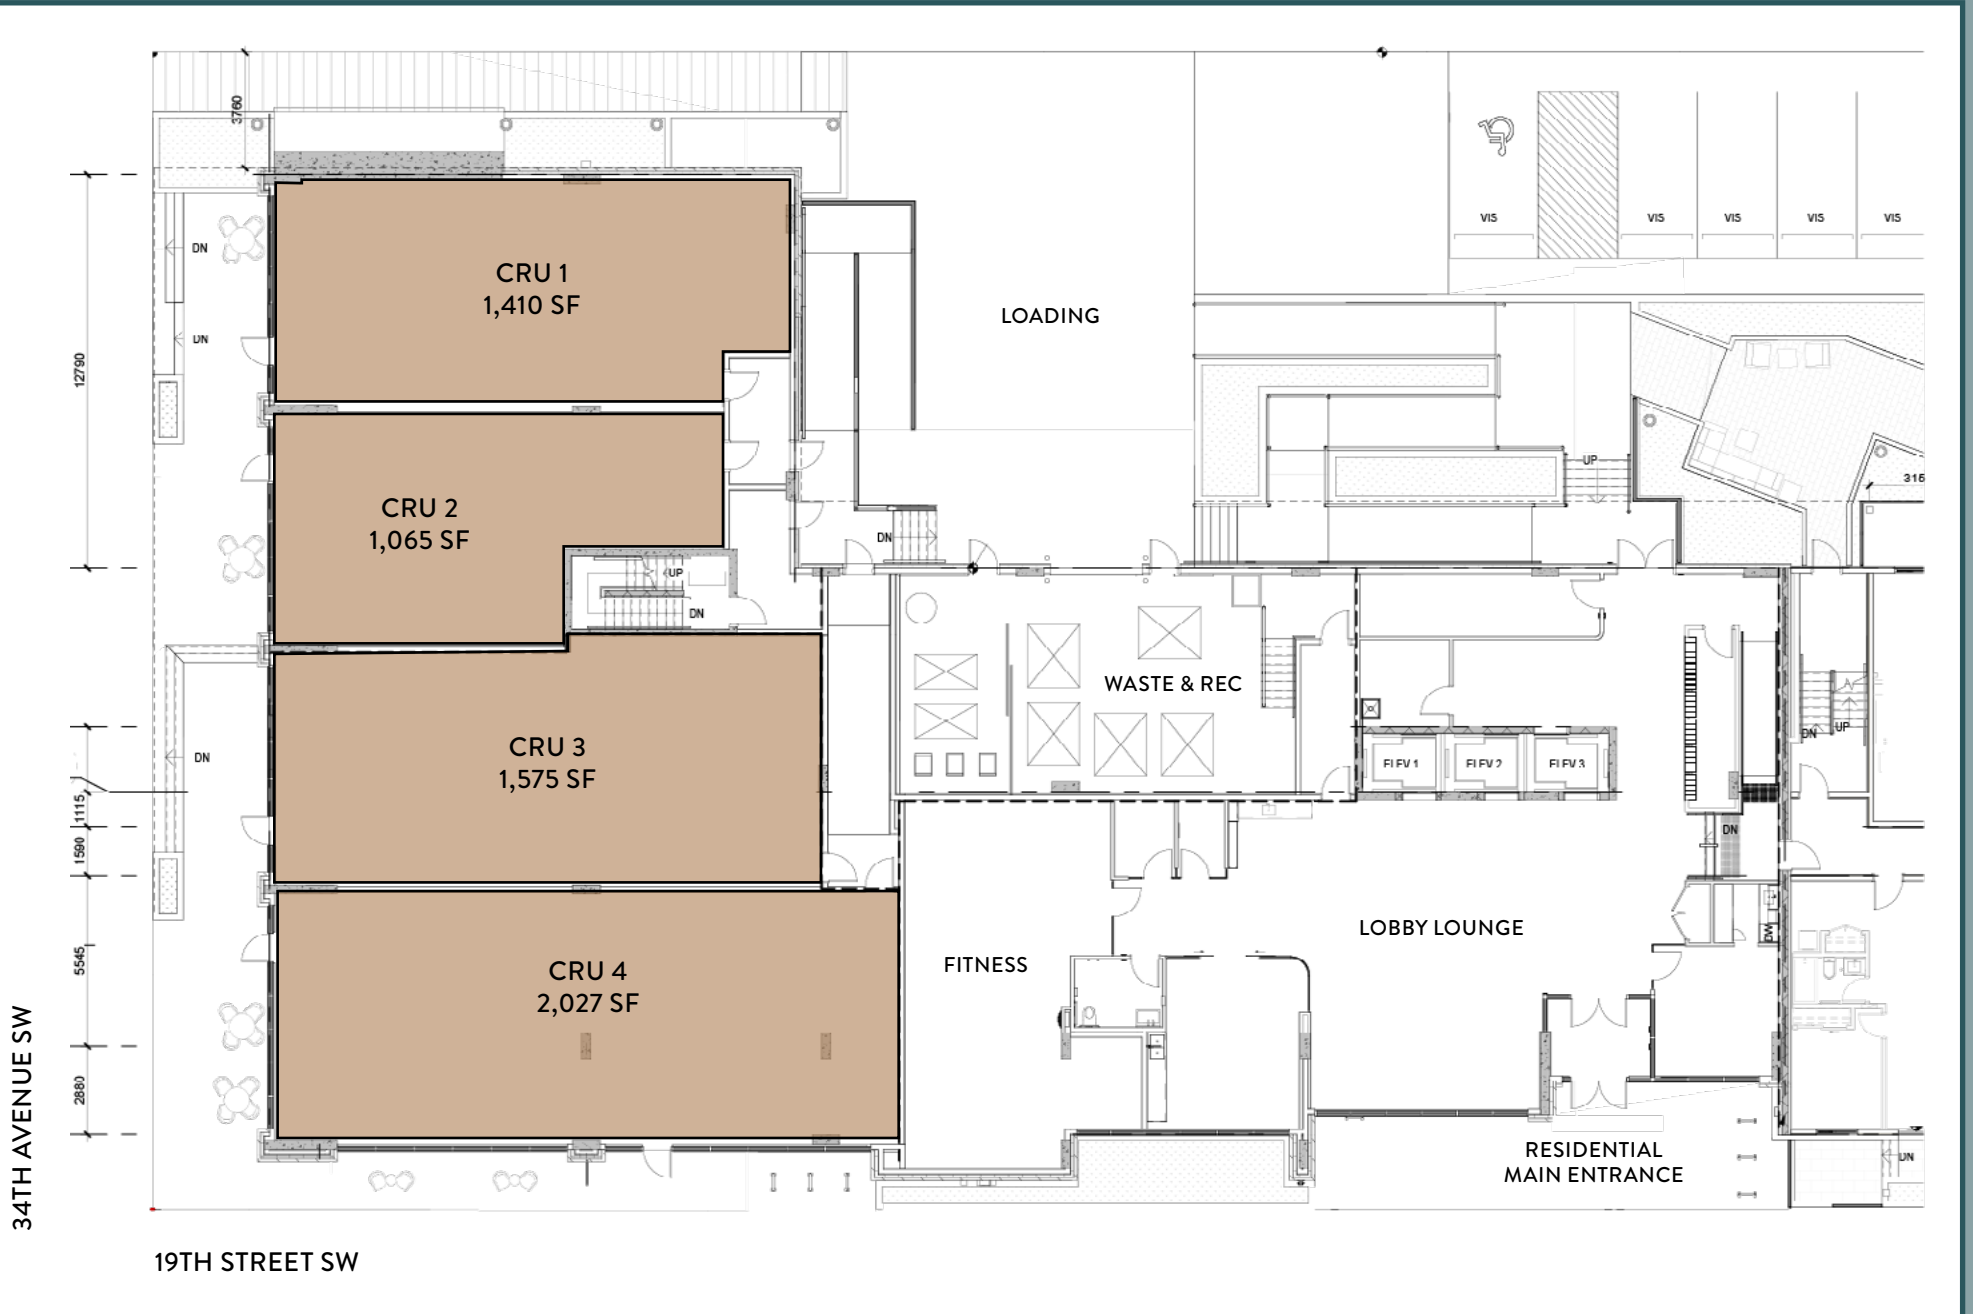 3760
VIS
VIS
VIS
VIS
VIS
DN
DN
CRU 1
1,410 SF
LOADING
12790
UP
315
CRU 2
1,065 SF
DN
UP
DN
WASTE & REC
CRU 3
1,575 SF
DN
ELEV 1
ELEV 2
ELEV 3
DN
UP
1115
1590
DN
5545
CRU 4
2,027 SF
FITNESS
LOBBY LOUNGE
DW
2880
34TH AVENUE SW
RESIDENTIAL
MAIN ENTRANCE
DN
19TH STREET SW